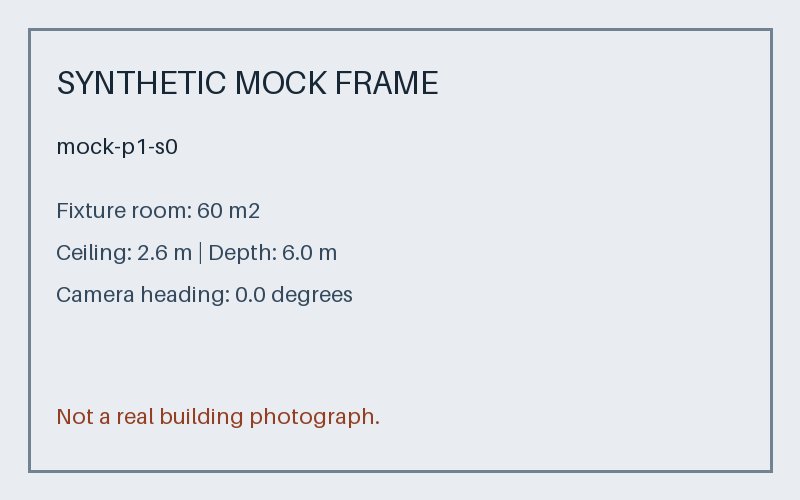 SYNTHETIC MOCK FRAME
mock-p1-s0
Fixture room: 60 m2
Ceiling: 2.6 m | Depth: 6.0 m
Camera heading: 0.0 degrees
Not a real building photograph.